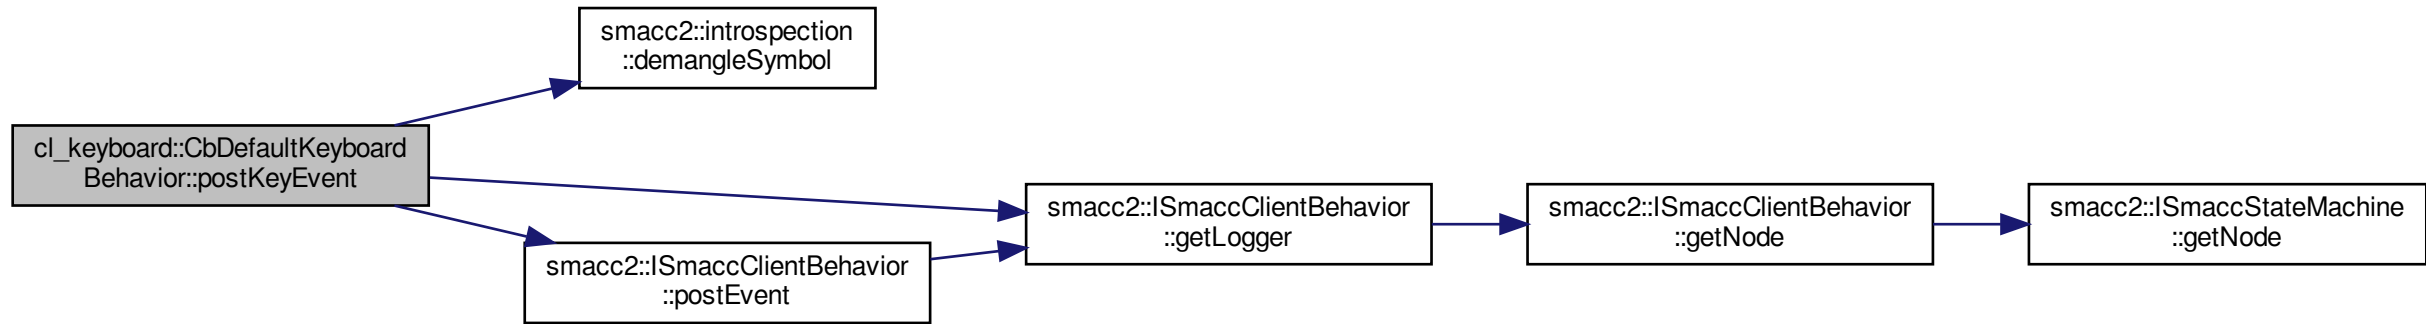 smacc2::introspection
::demangleSymbol
cl_keyboard::CbDefaultKeyboard
Behavior::postKeyEvent
smacc2::ISmaccClientBehavior
::getLogger
smacc2::ISmaccClientBehavior
::getNode
smacc2::ISmaccStateMachine
::getNode
smacc2::ISmaccClientBehavior
::postEvent